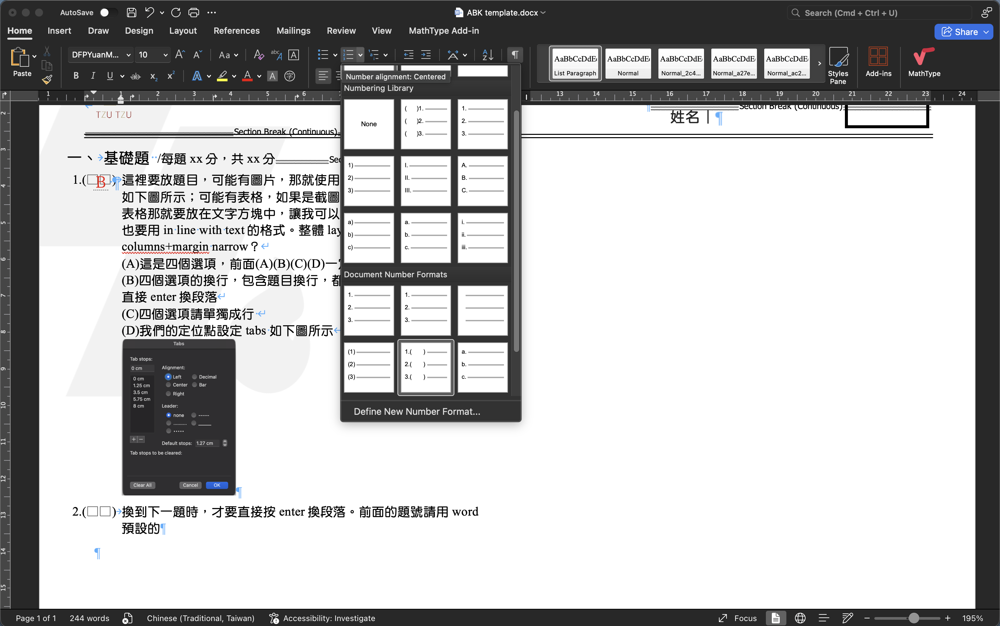 AutoSave
ABK template.docx
Search (Cmd + Ctrl + U)
Home Insert Draw Design Layout References Mailings Review View MathType Add-in
Share
Paste
DFPYuanM... 10
Aa
B I U ab x₂ x²
AaBbCcDdE AaBbCcDdE AaBbCcDdE AaBbCcDdE AaBbCcDdE
List Paragraph Normal Normal_2c4... Normal_a27e... Normal_ac2...
Styles Pane
Add-ins
MathType
1 1 2 3 4 5 6 13 14 15 16 17 18 19 20 21 22 23 24
2 3 4 5 6 7 8 9 10 11 12 13 14 15
TZU TZU
Section Break (Continuous)
姓名｜
Section Break (Continuous)
一、基礎題 /每題 xx 分，共 xx 分
1.(B)這裡要放題目，可能有圖片，那就使用
如下圖所示；可能有表格，如果是截圖
表格那就要放在文字方塊中，讓我可以
也要用 in line with text 的格式。整體 lay
columns+margin narrow？
(A)這是四個選項，前面(A)(B)(C)(D)一
(B)四個選項的換行，包含題目換行，都
直接 enter 換段落
(C)四個選項請單獨成行
(D)我們的定位點設定 tabs 如下圖所示
Tabs
Tab stops:
0 cm
0 cm
1.25 cm
3.5 cm
5.75 cm
8 cm
Alignment:
Left Decimal
Center Bar
Right
Leader:
none -----
Default stops: 1.27 cm
Tab stops to be cleared:
Clear All Cancel OK
2.( )換到下一題時，才要直接按 enter 換段落。前面的題號請用 word
預設的
Number alignment: Centered
Numbering Library
None
( )1.
( )2.
( )3.
1.
2.
3.
1)
2)
3)
I.
II.
III.
A.
B.
C.
a)
b)
c)
a.
b.
c.
i.
ii.
iii.
Document Number Formats
1.
2.
3.
1.
2.
3.
(1)
(2)
(3)
1.( )
2.( )
3.( )
a.
b.
c.
Define New Number Format...
Page 1 of 1 244 words Chinese (Traditional, Taiwan) Accessibility: Investigate
Focus
195%